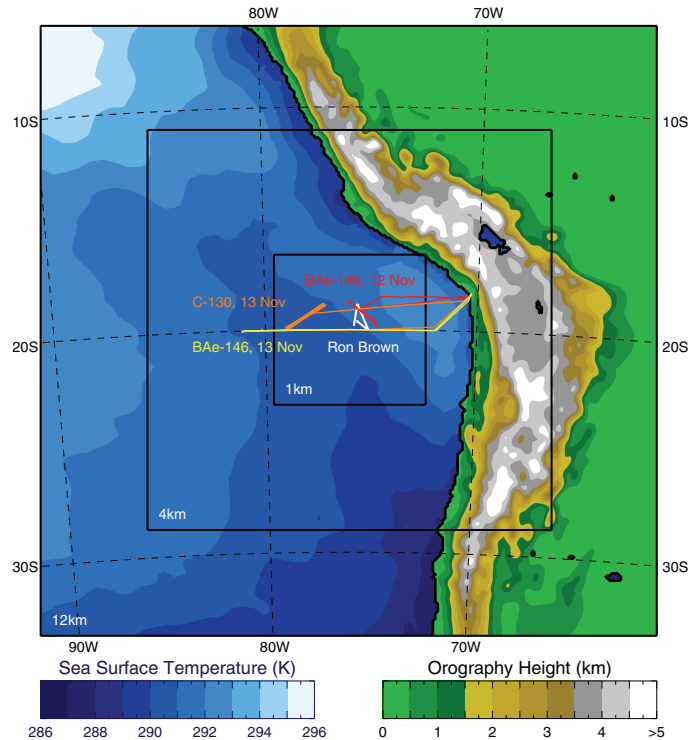 80W 70W
10S 10S
BAe-146, 12 Nov
C-130, 13 Nov
20S 20S
BAe-146, 13 Nov Ron Brown
1km
4km
30S 30S
12km
90W 80W 70W
Sea Surface Temperature (K) Orography Height (km)
286 288 290 292 294 296 0 1 2 3 4 >5